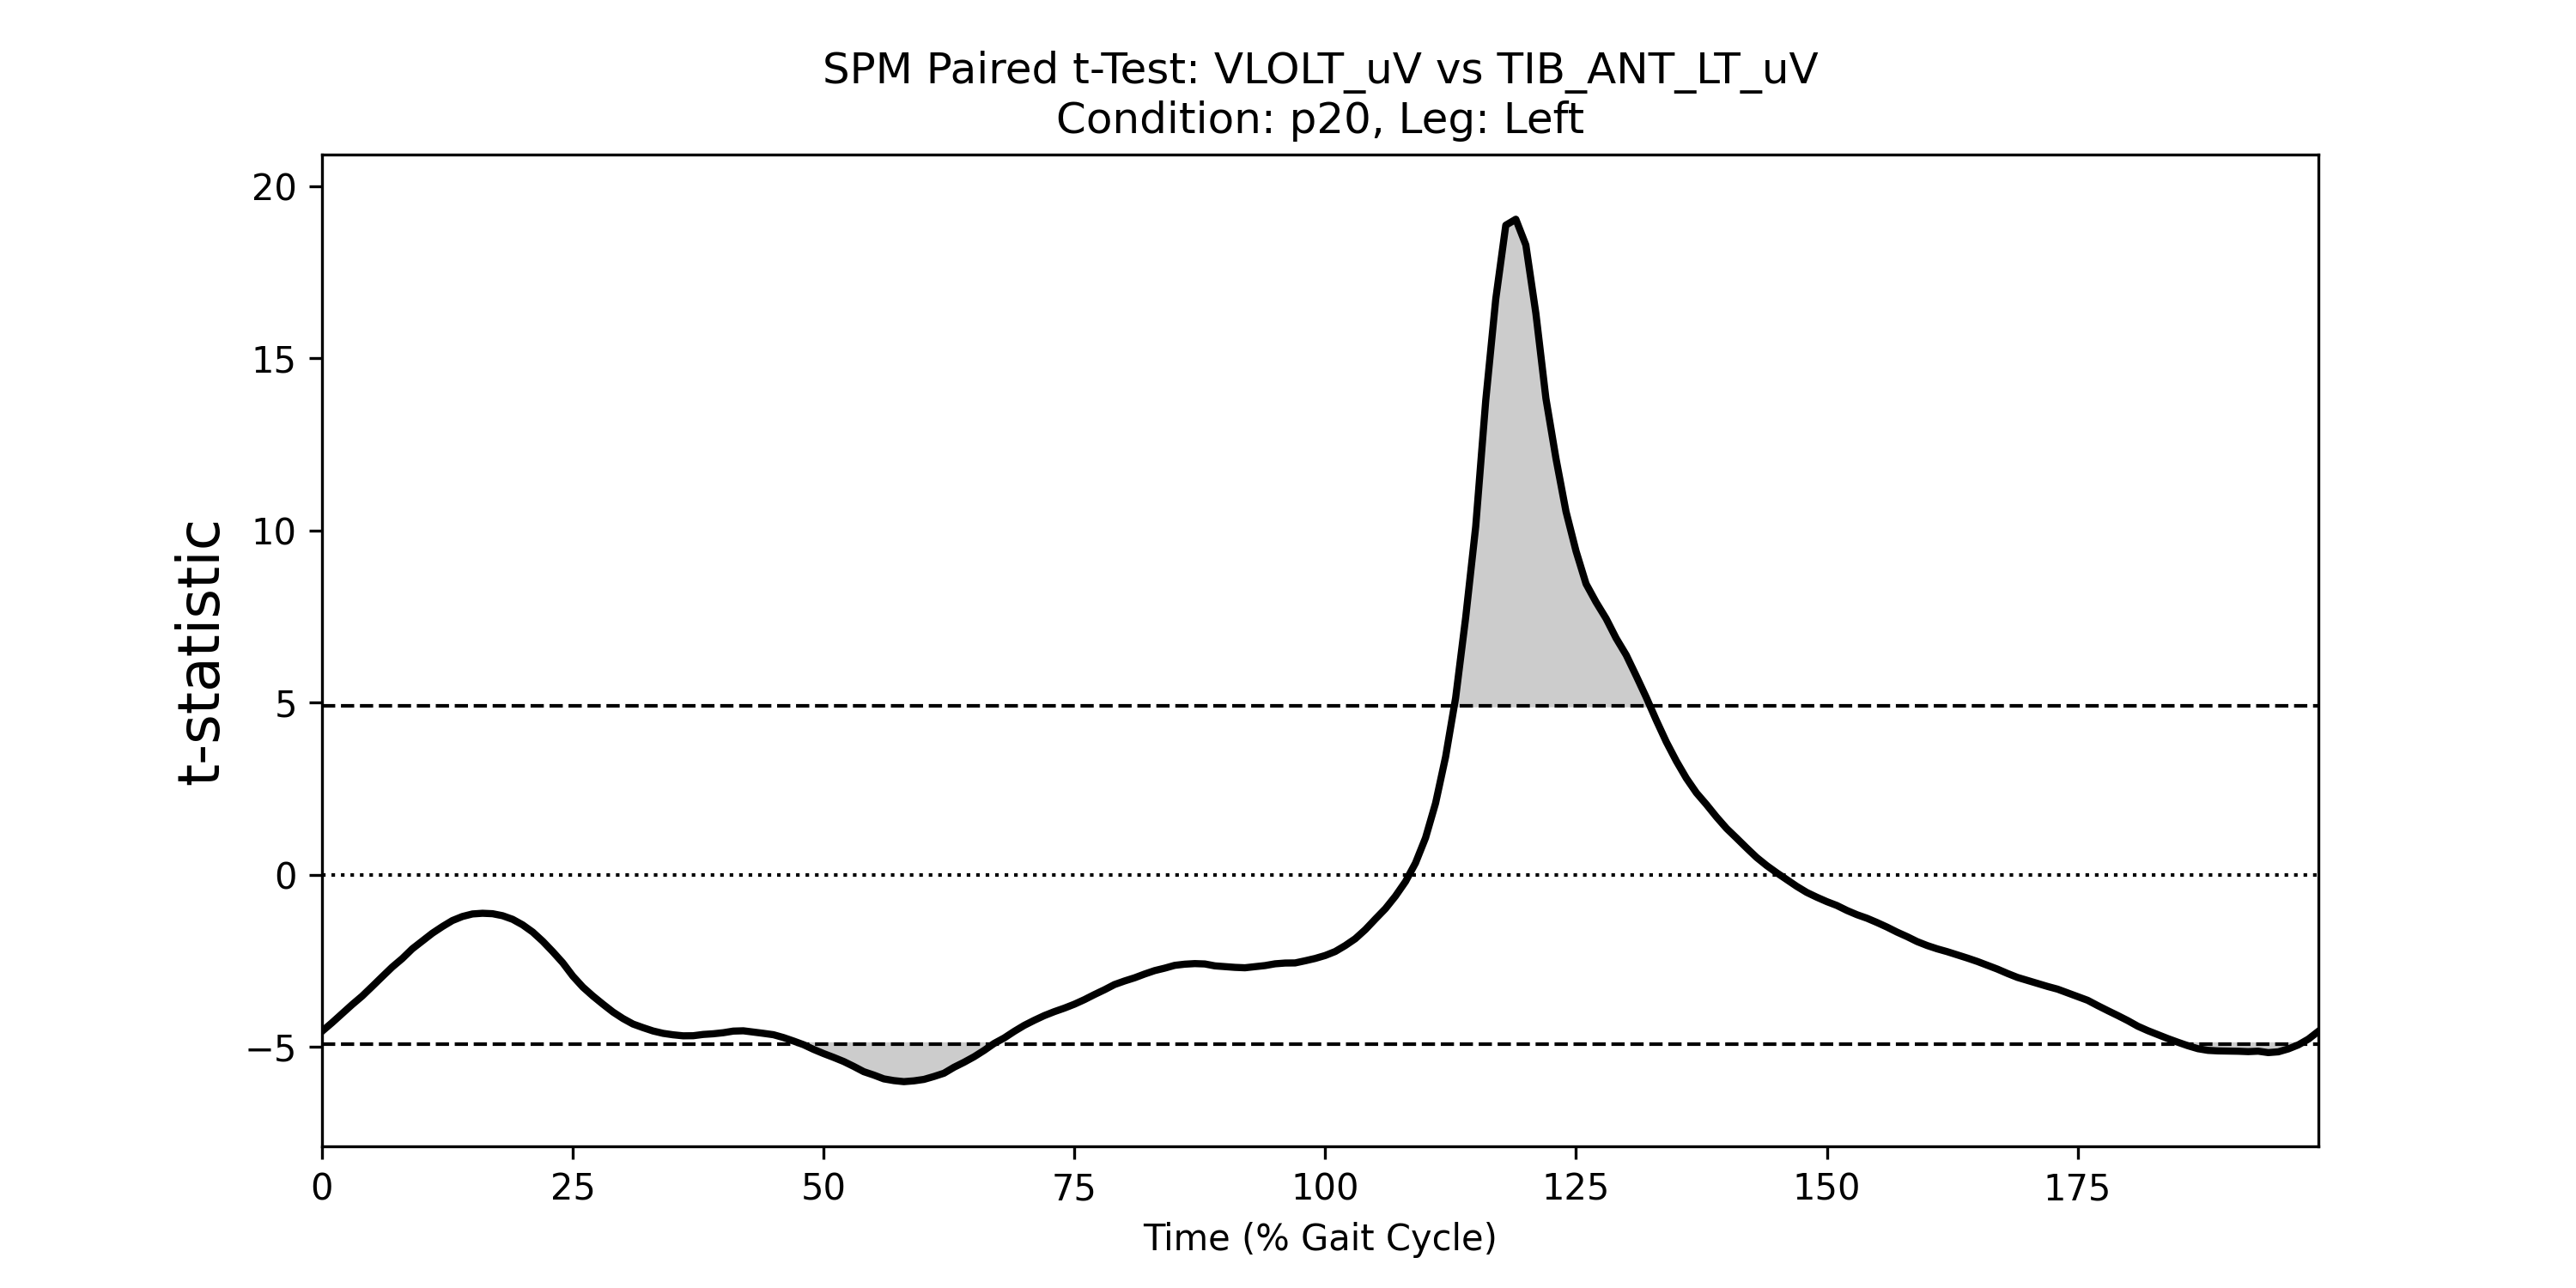 SPM Paired t-Test: VLOLT_uV vs TIB_ANT_LT_uV
Condition: p20, Leg: Left
t-statistic
20
15
10
5
0
−5
0 25 50 75 100 125 150 175
Time (% Gait Cycle)